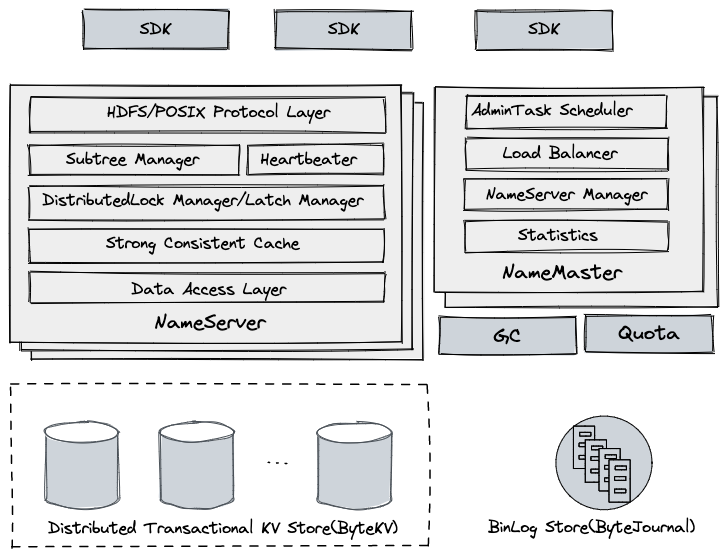 SDK
SDK
SDK
HDFS/POSIX Protocol Layer
Subtree Manager
Heartbeater
DistributedLock Manager/Latch Manager
Strong Consistent Cache
Data Access Layer
NameServer
AdminTask Scheduler
Load Balancer
NameServer Manager
Statistics
NameMaster
GC
Quota
...
Distributed Transactional KV Store(ByteKV)
BinLog Store(ByteJournal)